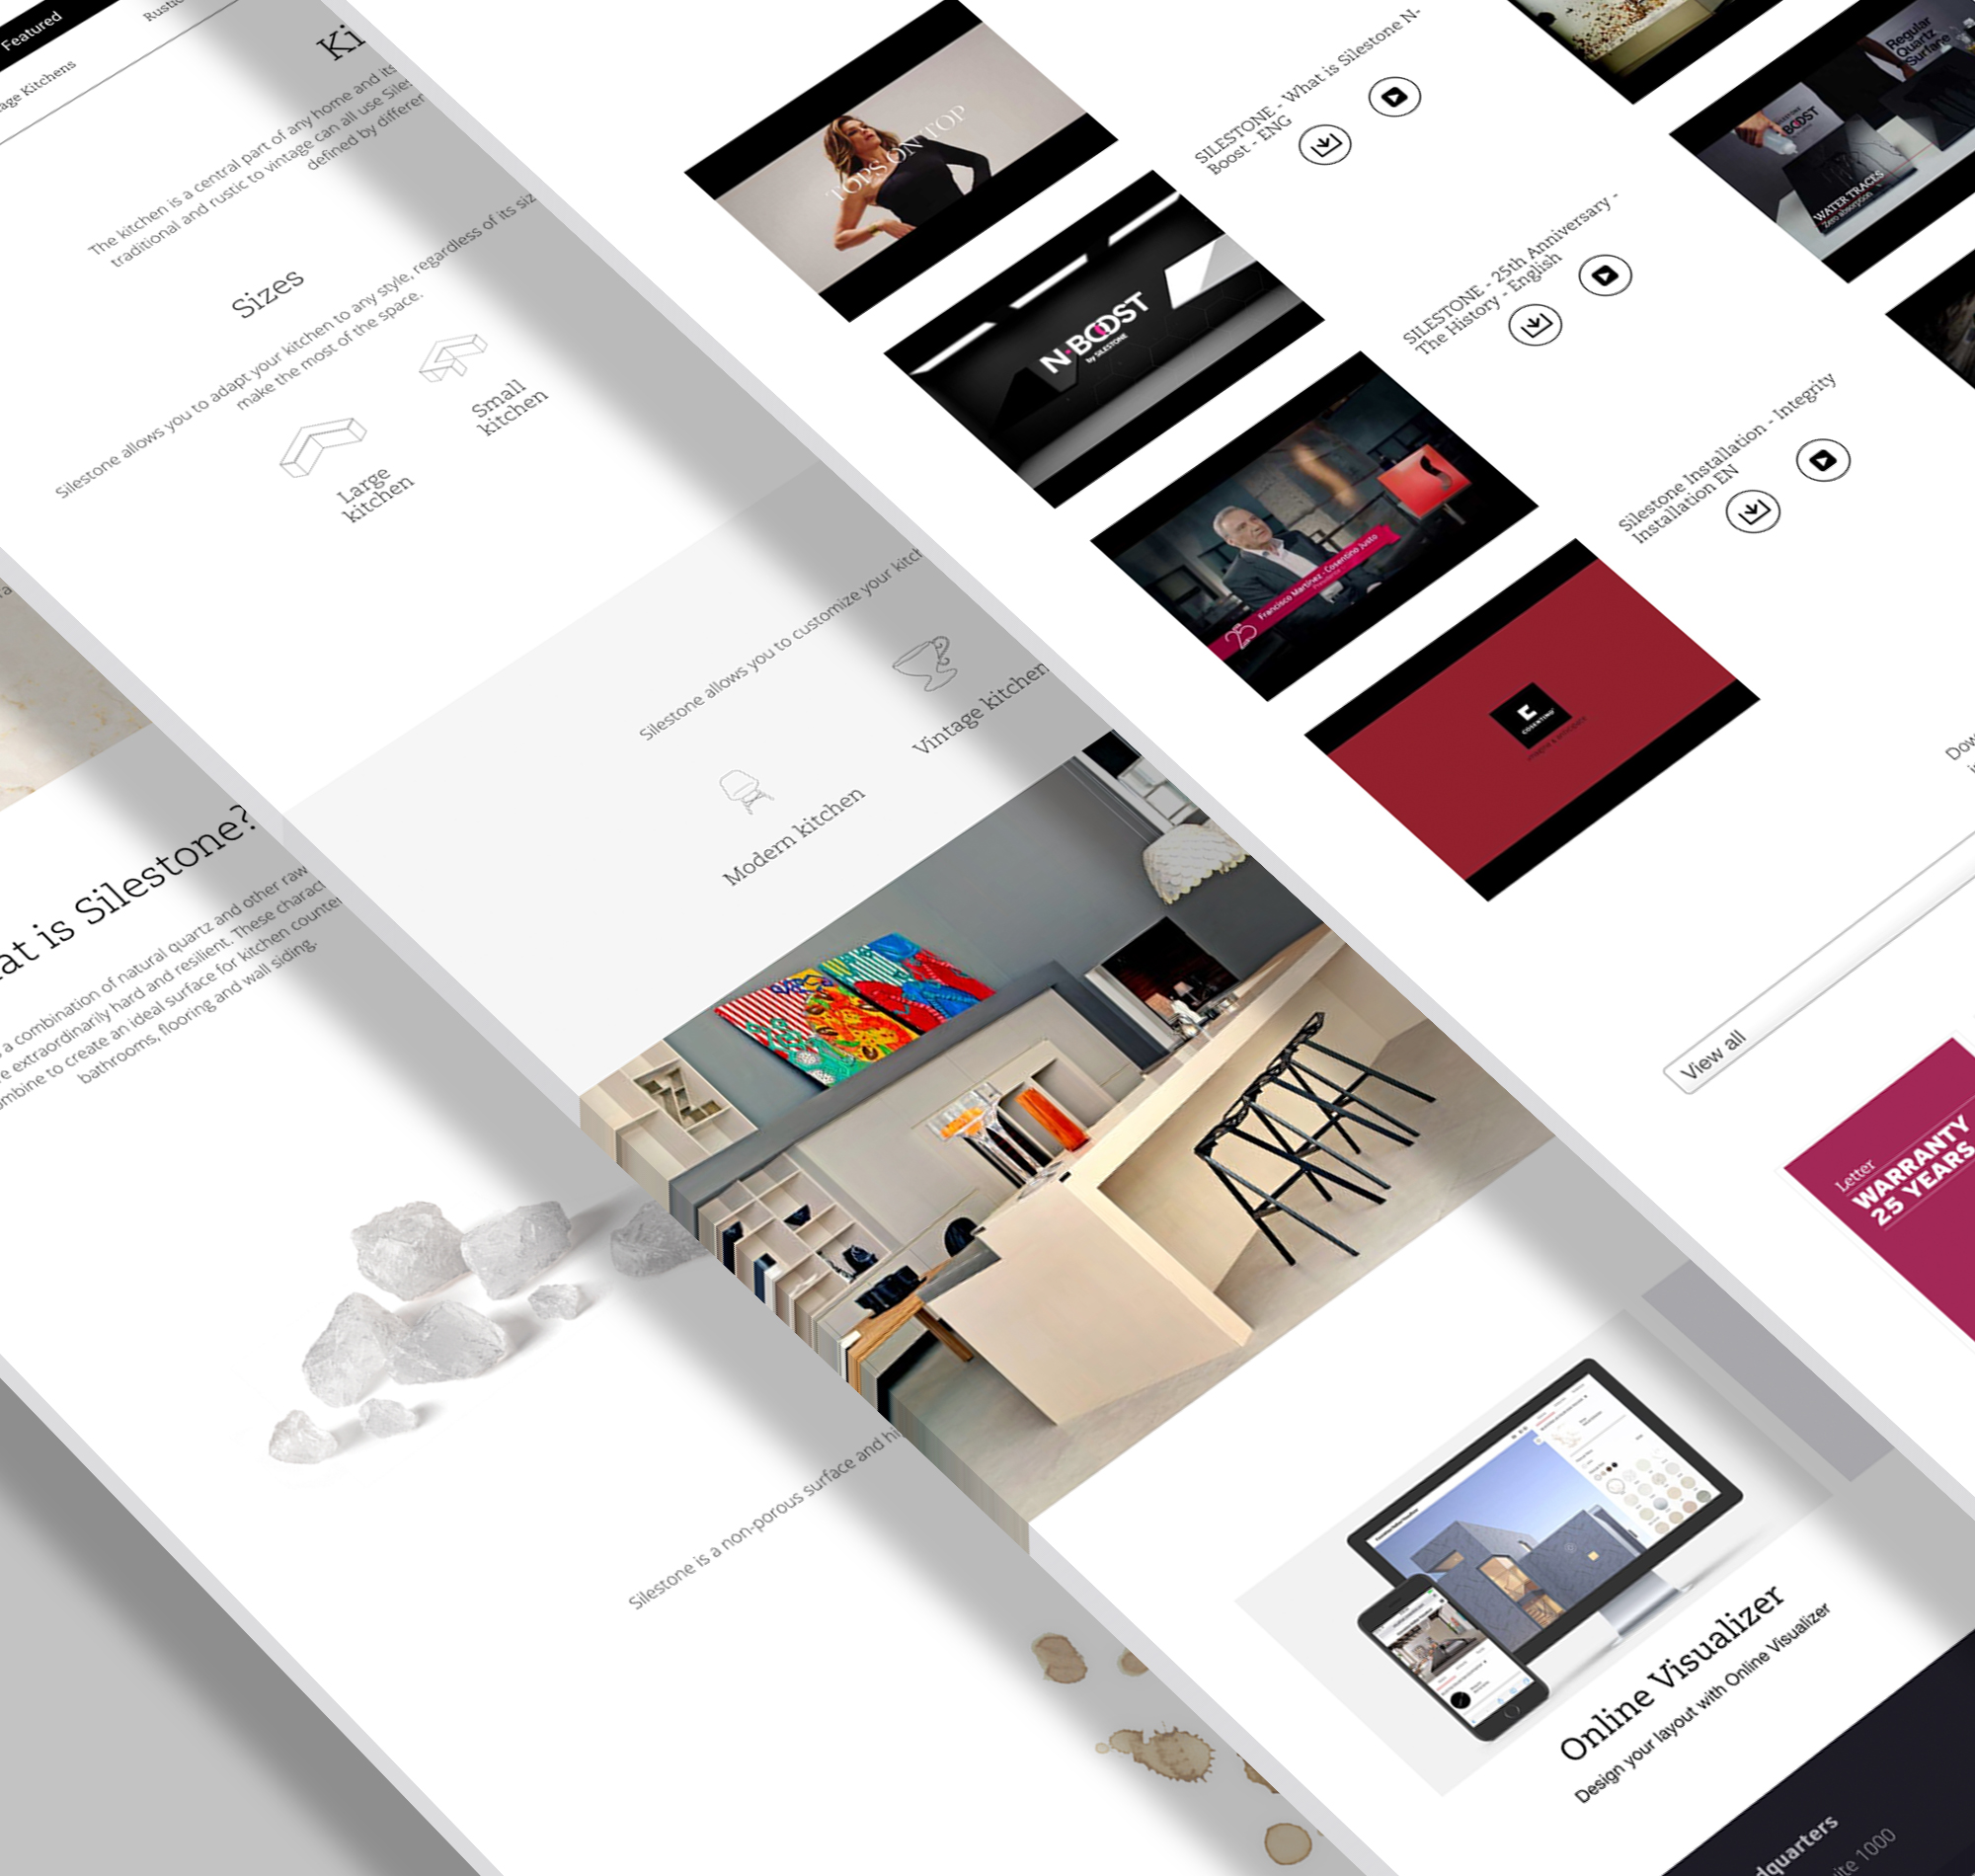 Featured
Rustic
age Kitchens
Ki
The kitchen is a central part of any home and its
traditional and rustic to vintage can all use Siles
defined by differen
Sizes
Silestone allows you to adapt your kitchen to any style, regardless of its siz
make the most of the space.
Large
kitchen
Small
kitchen
Silestone allows you to customize your kitch
Modern kitchen
Vintage kitchen
at is Silestone?
a combination of natural quartz and other raw
e extraordinarily hard and resilient. These charact
mbine to create an ideal surface for kitchen counte
bathrooms, flooring and wall siding.
Silestone is a non-porous surface and hi
TOPS ON TOP
SILESTONE - What is Silestone N-
Boost - ENG
N·BOOST
by SILESTONE
SILESTONE - 25th Anniversary -
The History - English
25
Francisco Martínez - Cosentino Justo
Silestone Installation - Integrity
Installation EN
COSENTINO
imagine & anticipate
Regular
Quartz
Surface
SILESTONE
N·BOOST
WATER TRACES
Zero absorption
Dow
View all
Letter
WARRANTY
25 YEARS
Online Visualizer
Design your layout with Online Visualizer
dquarters
ite 1000